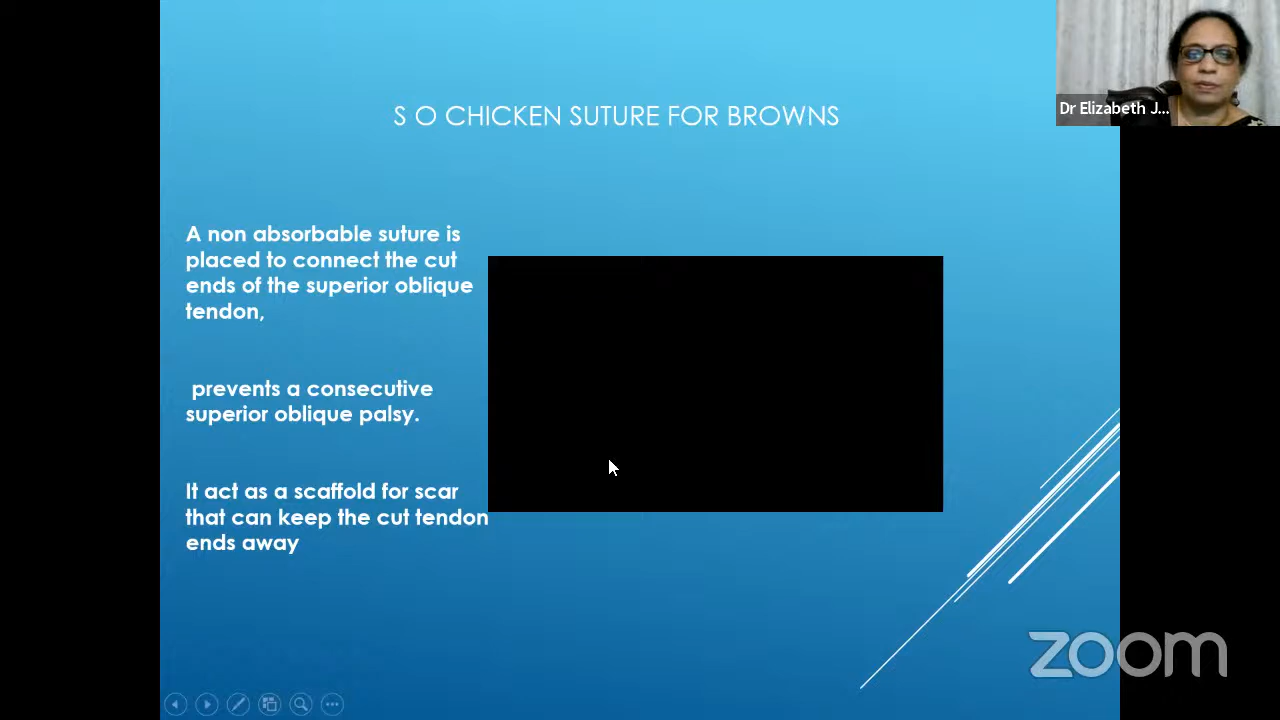 S O CHICKEN SUTURE FOR BROWNS
Dr Elizabeth J...
A non absorbable suture is
placed to connect the cut
ends of the superior oblique
tendon,
prevents a consecutive
superior oblique palsy.
It act as a scaffold for scar
that can keep the cut tendon
ends away
zoom